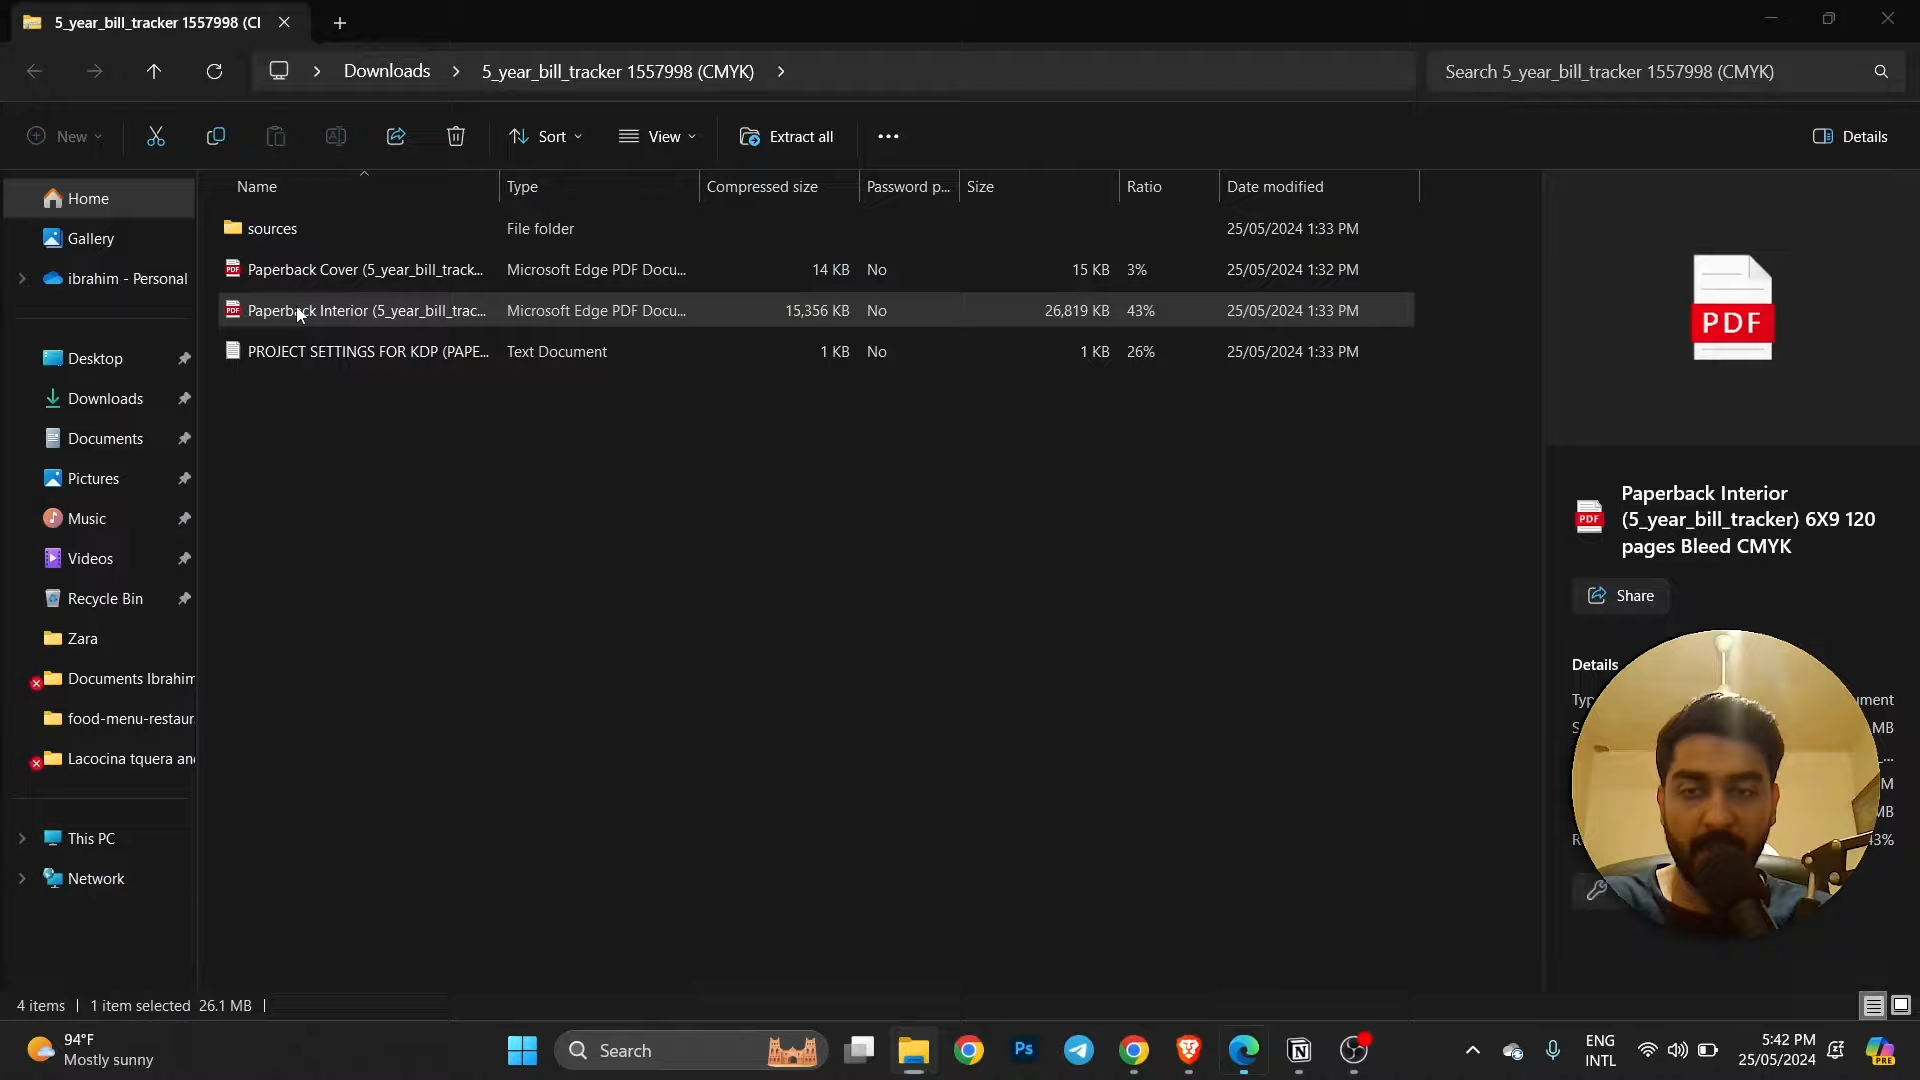 5_year_bill_tracker 1557998 (CI
Downloads
5_year_bill_tracker 1557998 (CMYK)
Search 5_year_bill_tracker 1557998 (CMYK)
New
Sort
View
Extract all
Details
Name
Type
Compressed size
Password p...
Size
Ratio
Date modified
sources
File folder
25/05/2024 1:33 PM
Paperback Cover (5_year_bill_track...
Microsoft Edge PDF Docu...
14 KB
No
15 KB
3%
25/05/2024 1:32 PM
Paperback Interior (5_year_bill_trac...
Microsoft Edge PDF Docu...
15,356 KB
No
26,819 KB
43%
25/05/2024 1:33 PM
PROJECT SETTINGS FOR KDP (PAPE...
Text Document
1 KB
No
1 KB
26%
25/05/2024 1:33 PM
Home
Gallery
ibrahim - Personal
Desktop
Downloads
Documents
Pictures
Music
Videos
Recycle Bin
Zara
Documents Ibrahim
food-menu-restaur
Lacocina tquera an
This PC
Network
PDF
PDF
Paperback Interior
(5_year_bill_tracker) 6X9 120
pages Bleed CMYK
Share
Details
4 items
1 item selected 26.1 MB
94°F
Mostly sunny
Search
Ps
ENG
INTL
5:42 PM
25/05/2024
PRE